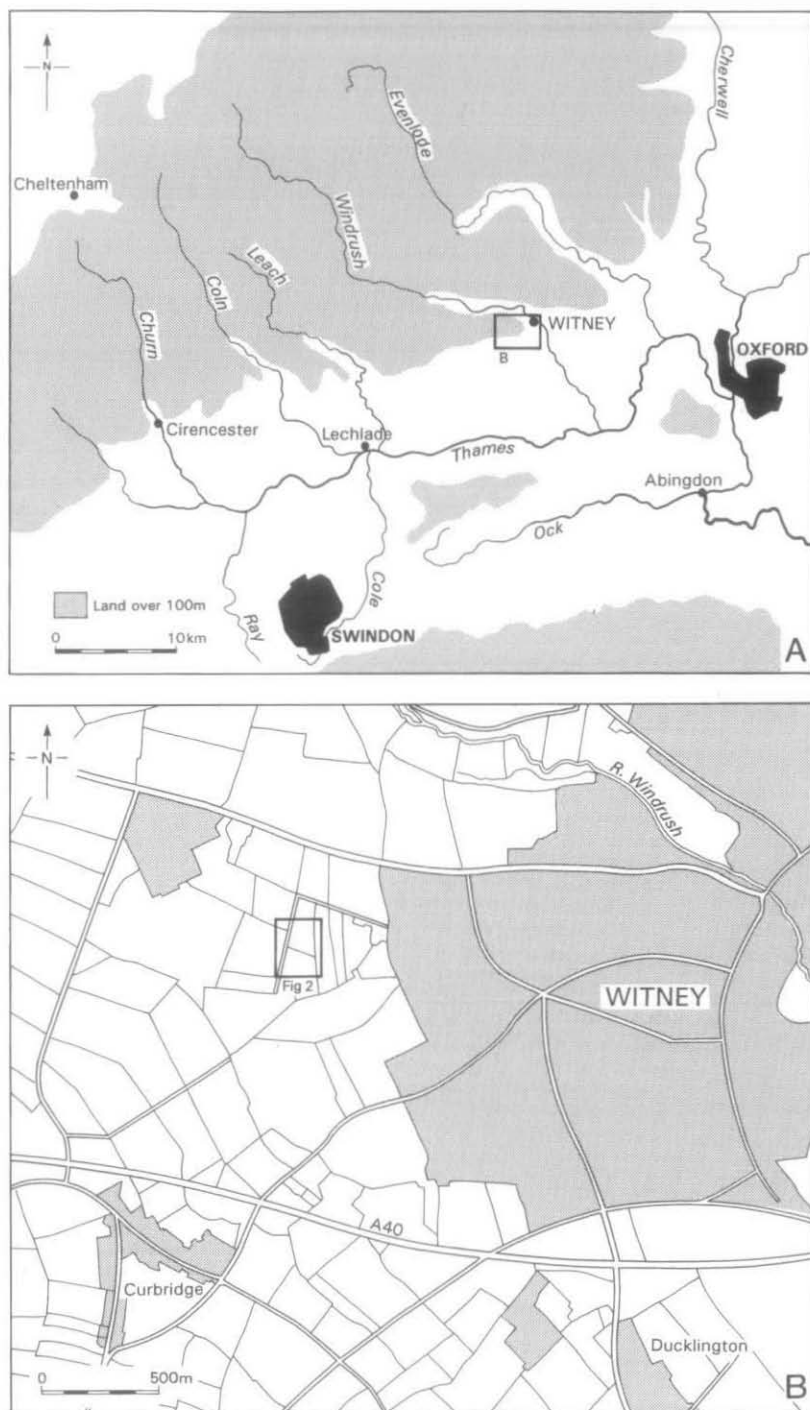 N
Cherwell
Evenlode
Cheltenham
Windrush
Leach
Coln
Churn
WITNEY
B
OXFORD
Cirencester
Lechlade
Thames
Abingdon
Ock
Cole
Ray
Land over 100m
0 10km
SWINDON
A
N
R. Windrush
Fig 2
WITNEY
A40
Curbridge
Ducklington
0 500m
B